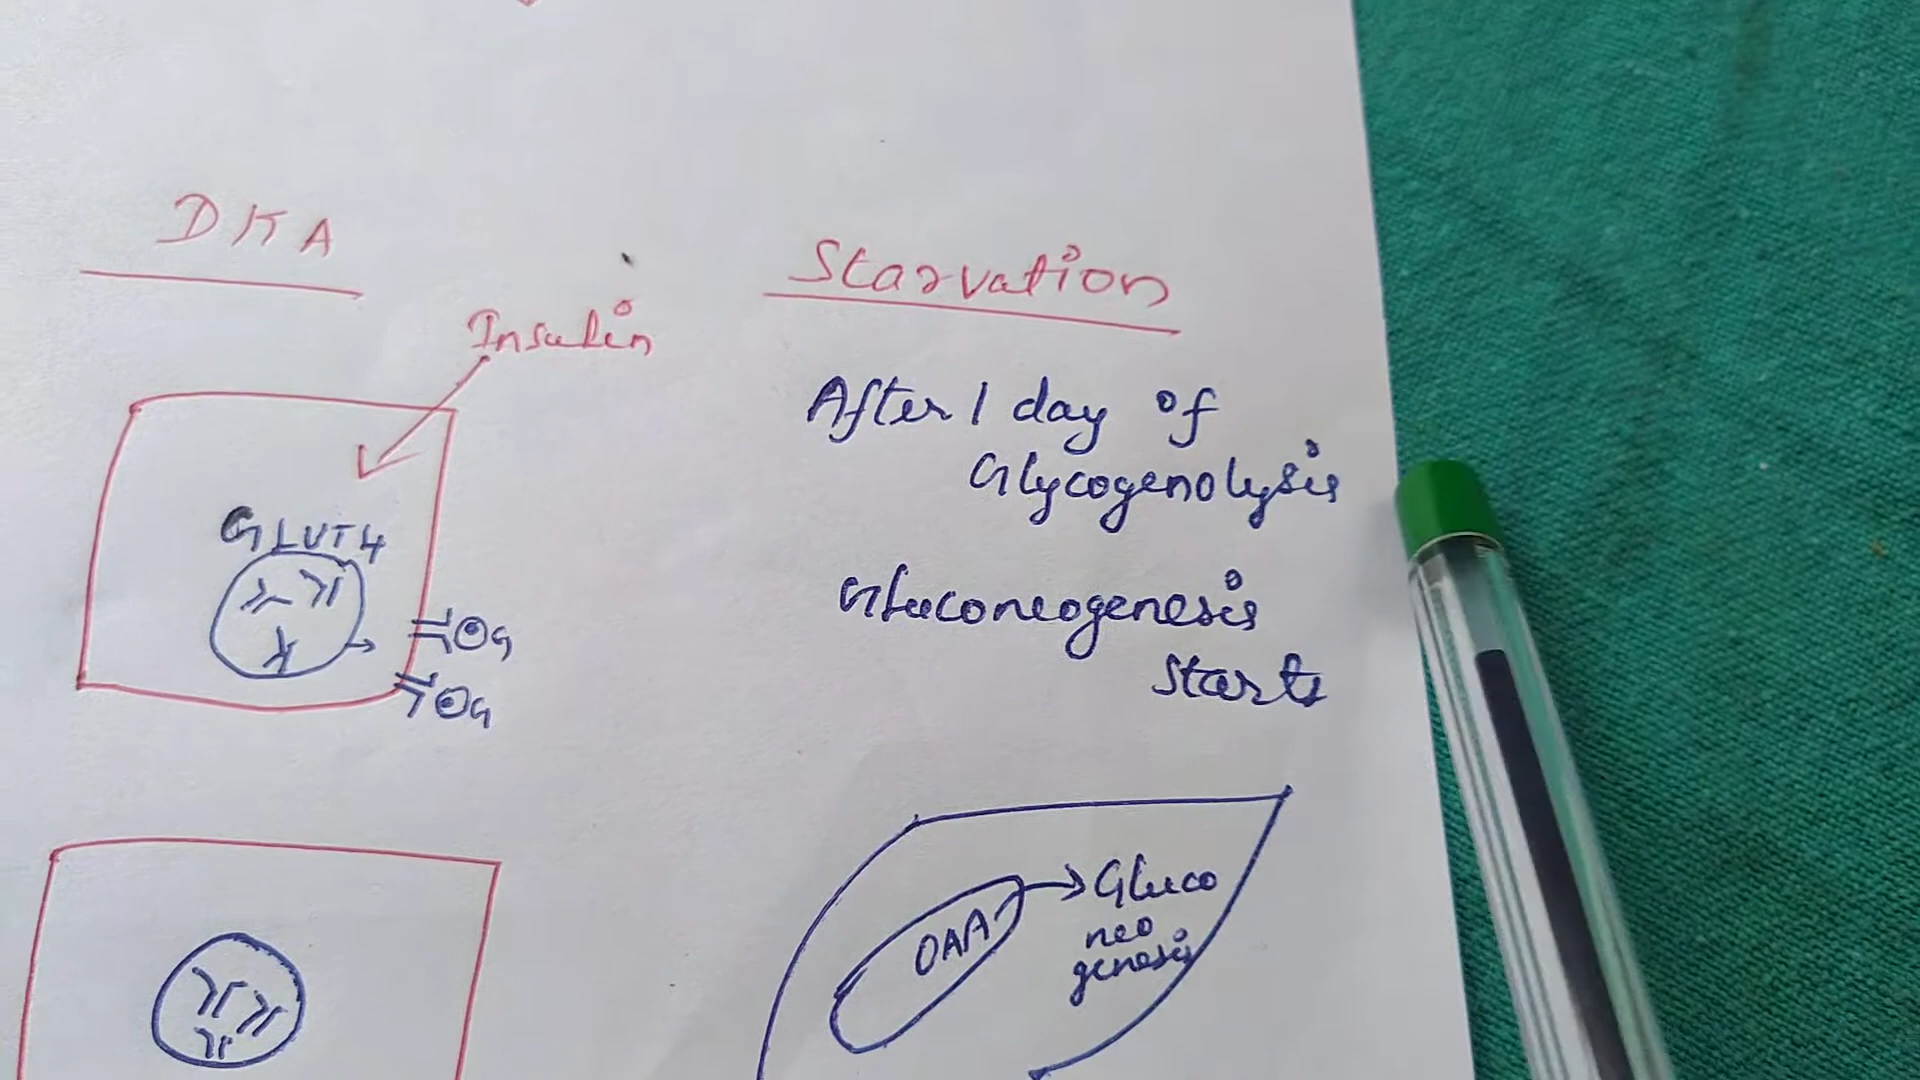 DKA
Insulin
GLUT4
G
G
Starvation
After 1 day of
Glycogenolysis
Gluconeogenesis
starts
OAA
Gluco
neo
genesis